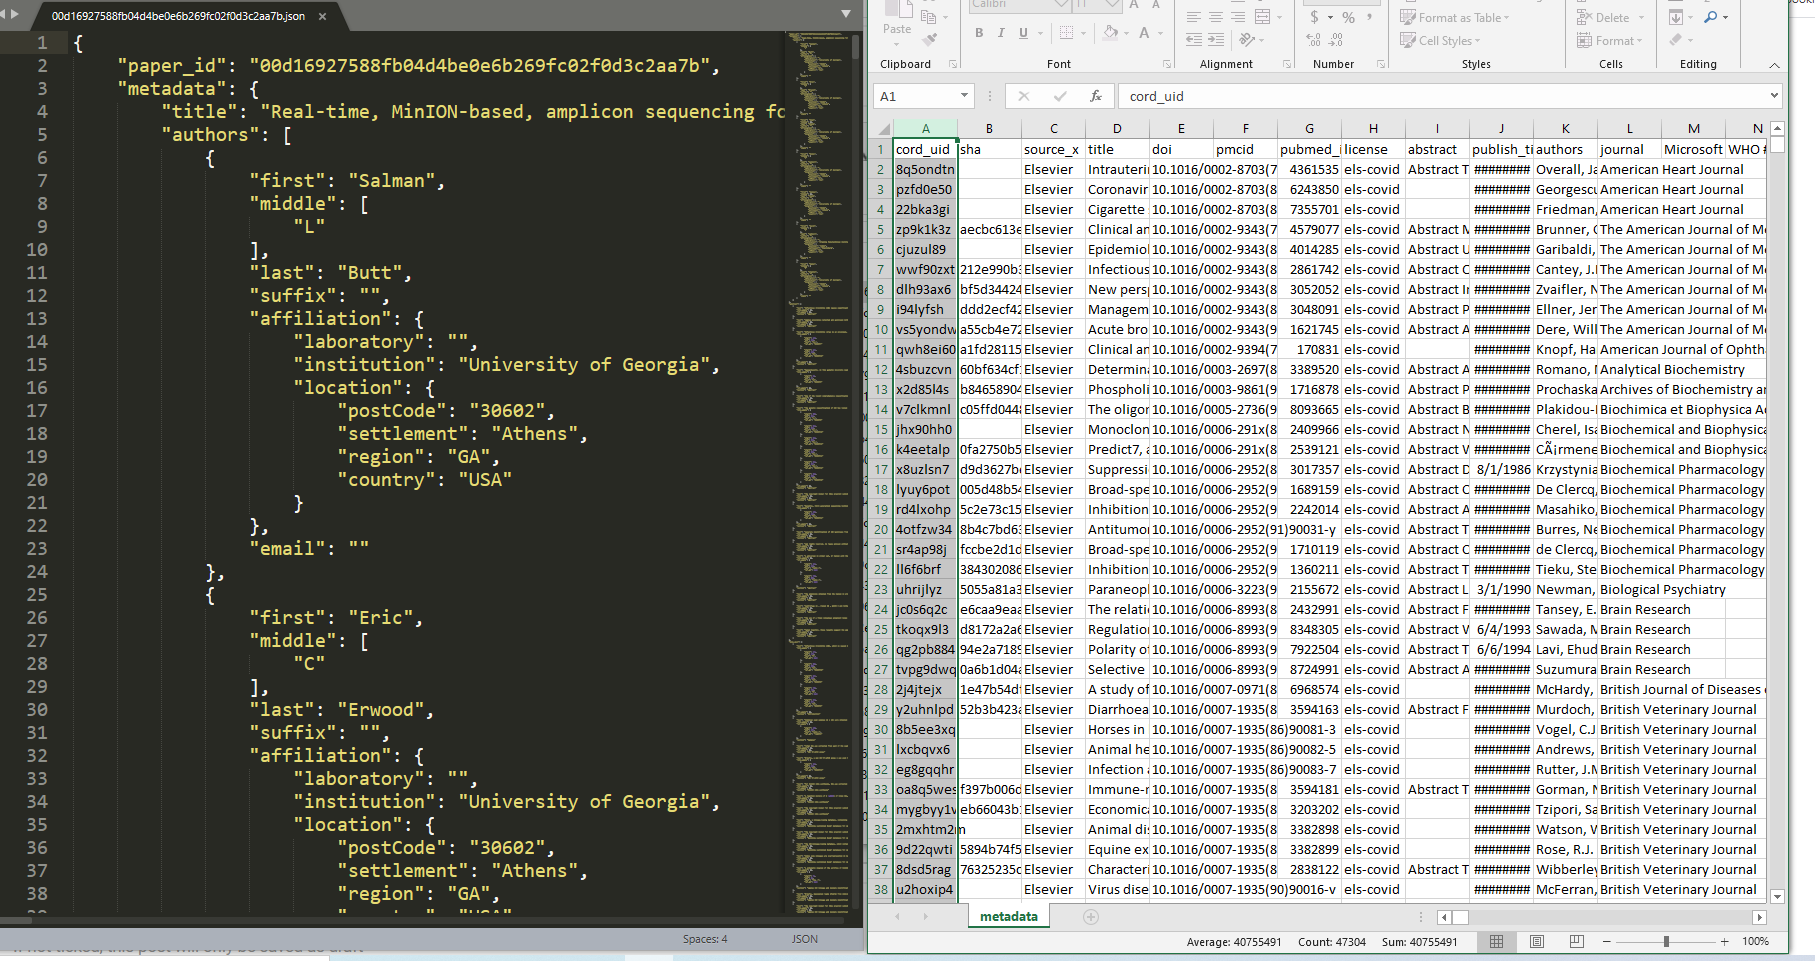 00d16927588fb04d4be0e6b269fc02f0d3c2aa7b.json ×
1 {
2 "paper_id": "00d16927588fb04d4be0e6b269fc02f0d3c2aa7b",
3 "metadata": {
4 "title": "Real-time, MinION-based, amplicon sequencing fo
5 "authors": [
6 {
7 "first": "Salman",
8 "middle": [
9 "L"
10 ],
11 "last": "Butt",
12 "suffix": "",
13 "affiliation": {
14 "laboratory": "",
15 "institution": "University of Georgia",
16 "location": {
17 "postCode": "30602",
18 "settlement": "Athens",
19 "region": "GA",
20 "country": "USA"
21 }
22 },
23 "email": ""
24 },
25 {
26 "first": "Eric",
27 "middle": [
28 "C"
29 ],
30 "last": "Erwood",
31 "suffix": "",
32 "affiliation": {
33 "laboratory": "",
34 "institution": "University of Georgia",
35 "location": {
36 "postCode": "30602",
37 "settlement": "Athens",
38 "region": "GA",
Spaces: 4 JSON
Calibri 11 A A
Paste B I U A $ % , Format as Table Cell Styles Delete Format
Clipboard Font Alignment Number Styles Cells Editing
A1 fx cord_uid
A B C D E F G H I J K L M N
1 cord_uid sha source_x title doi pmcid pubmed_i license abstract publish_ti authors journal Microsoft WHO #
2 8q5ondtn Elsevier Intrauterin 10.1016/0002-8703(7 4361535 els-covid Abstract T ######## Overall, Ja American Heart Journal
3 pzfd0e50 Elsevier Coronavir 10.1016/0002-8703(8 6243850 els-covid ######## Georgescu American Heart Journal
4 22bka3gi Elsevier Cigarette 10.1016/0002-8703(8 7355701 els-covid ######## Friedman, American Heart Journal
5 zp9k1k3z aecbc613e Elsevier Clinical an 10.1016/0002-9343(7 4579077 els-covid Abstract M ######## Brunner, C The American Journal of Me
6 cjuzul89 Elsevier Epidemiol 10.1016/0002-9343(8 4014285 els-covid Abstract U ######## Garibaldi, The American Journal of Me
7 wwf90zxt 212e990b3 Elsevier Infectious 10.1016/0002-9343(8 2861742 els-covid Abstract C ######## Cantey, J.I The American Journal of Me
8 dlh93ax6 bf5d34424 Elsevier New persp 10.1016/0002-9343(8 3052052 els-covid Abstract Ir ######## Zvaifler, N The American Journal of Me
9 i94lyfsh ddd2ecf42 Elsevier Managem 10.1016/0002-9343(8 3048091 els-covid Abstract P ######## Ellner, Jer The American Journal of Me
10 vs5yondw a55cb4e72 Elsevier Acute bro 10.1016/0002-9343(9 1621745 els-covid Abstract A ######## Dere, Will The American Journal of Me
11 qwh8ei60 a1fd28115 Elsevier Clinical an 10.1016/0002-9394(7 170831 els-covid ######## Knopf, Ha American Journal of Ophtha
12 4sbuzcvn 60bf634cf Elsevier Determina 10.1016/0003-2697(8 3389520 els-covid Abstract A ######## Romano, I Analytical Biochemistry
13 x2d85l4s b84658904 Elsevier Phospholi 10.1016/0003-9861(9 1716878 els-covid Abstract P ######## Prochaska Archives of Biochemistry an
14 v7clkmnl c05ffd0448 Elsevier The oligor 10.1016/0005-2736(9 8093665 els-covid Abstract B ######## Plakidou-I Biochimica et Biophysica Ac
15 jhx90hh0 Elsevier Monoclon 10.1016/0006-291x(8 2409966 els-covid Abstract N ######## Cherel, Isa Biochemical and Biophysica
16 k4eetalp 0fa2750b5 Elsevier Predict7, a 10.1016/0006-291x(8 2539121 els-covid Abstract W ######## CÃ¡rmene Biochemical and Biophysica
17 x8uzlsn7 d9d3627be Elsevier Suppressi 10.1016/0006-2952(8 3017357 els-covid Abstract D 8/1/1986 Krzystynia Biochemical Pharmacology
18 lyuy6pot 005d48b54 Elsevier Broad-spe 10.1016/0006-2952(9 1689159 els-covid Abstract C ######## De Clercq, Biochemical Pharmacology
19 rd4lxohp 5c2e73c15 Elsevier Inhibition 10.1016/0006-2952(9 2242014 els-covid Abstract A ######## Masahiko, Biochemical Pharmacology
20 4otfzw34 8b4c7bd63 Elsevier Antitumor 10.1016/0006-2952(91)90031-y els-covid Abstract T ######## Burres, Ne Biochemical Pharmacology
21 sr4ap98j fccbe2d1d Elsevier Broad-spe 10.1016/0006-2952(9 1710119 els-covid Abstract C ######## de Clercq, Biochemical Pharmacology
22 ll6f6brf 384302086 Elsevier Inhibition 10.1016/0006-2952(9 1360211 els-covid Abstract T ######## Tieku, Ste Biochemical Pharmacology
23 uhrijlyz 5055a81a3 Elsevier Paraneopl 10.1016/0006-3223(9 2155672 els-covid Abstract L 3/1/1990 Newman, Biological Psychiatry
24 jc0s6q2c e6caa9eaa Elsevier The relati 10.1016/0006-8993(8 2432991 els-covid Abstract F ######## Tansey, E. Brain Research
25 tkoqx9l3 d8172a2a6 Elsevier Regulation 10.1016/0006-8993(9 8348305 els-covid Abstract W 6/4/1993 Sawada, M Brain Research
26 qg2pb884 94e2a7189 Elsevier Polarity of 10.1016/0006-8993(9 7922504 els-covid Abstract T 6/6/1994 Lavi, Ehud Brain Research
27 tvpg9dwq 0a6b1d04a Elsevier Selective 10.1016/0006-8993(9 8724991 els-covid Abstract A ######## Suzumura Brain Research
28 2j4jtejx 1e47b54df Elsevier A study of 10.1016/0007-0971(8 6968574 els-covid ######## McHardy, British Journal of Diseases
29 y2uhnlpd 52b3b423a Elsevier Diarrhoea 10.1016/0007-1935(8 3594163 els-covid Abstract F ######## Murdoch, British Veterinary Journal
30 8b5ee3xq Elsevier Horses in 10.1016/0007-1935(86)90081-3 els-covid ######## Vogel, C.J British Veterinary Journal
31 lxcbqvx6 Elsevier Animal he 10.1016/0007-1935(86)90082-5 els-covid ######## Andrews, British Veterinary Journal
32 eg8gqqhr Elsevier Infection 10.1016/0007-1935(86)90083-7 els-covid ######## Rutter, J.M British Veterinary Journal
33 oa8q5wes f397b006d Elsevier Immune-r 10.1016/0007-1935(8 3594181 els-covid Abstract T ######## Gorman, N British Veterinary Journal
34 mygbyy1v eb66043b Elsevier Economica 10.1016/0007-1935(8 3203202 els-covid ######## Tzipori, Sa British Veterinary Journal
35 2mxhtm2m Elsevier Animal dis 10.1016/0007-1935(8 3382898 els-covid ######## Watson, W British Veterinary Journal
36 9d22qwti 5894b74f5 Elsevier Equine ex 10.1016/0007-1935(8 3382899 els-covid ######## Rose, R.J. British Veterinary Journal
37 8dsd5rag 76325235c Elsevier Characteri 10.1016/0007-1935(8 2838122 els-covid Abstract T ######## Wibberley British Veterinary Journal
38 u2hoxip4 Elsevier Virus dise 10.1016/0007-1935(90)90016-v els-covid ######## McFerran, British Veterinary Journal
metadata
Average: 40755491 Count: 47304 Sum: 40755491 100%